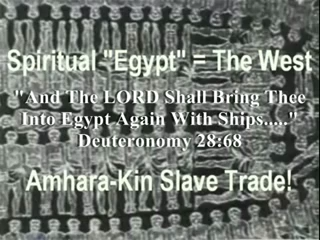 Spiritual "Egypt" = The West
"And The LORD Shall Bring Thee
Into Egypt Again With Ships....."
Deuteronomy 28:68
Amhara-Kin Slave Trade!